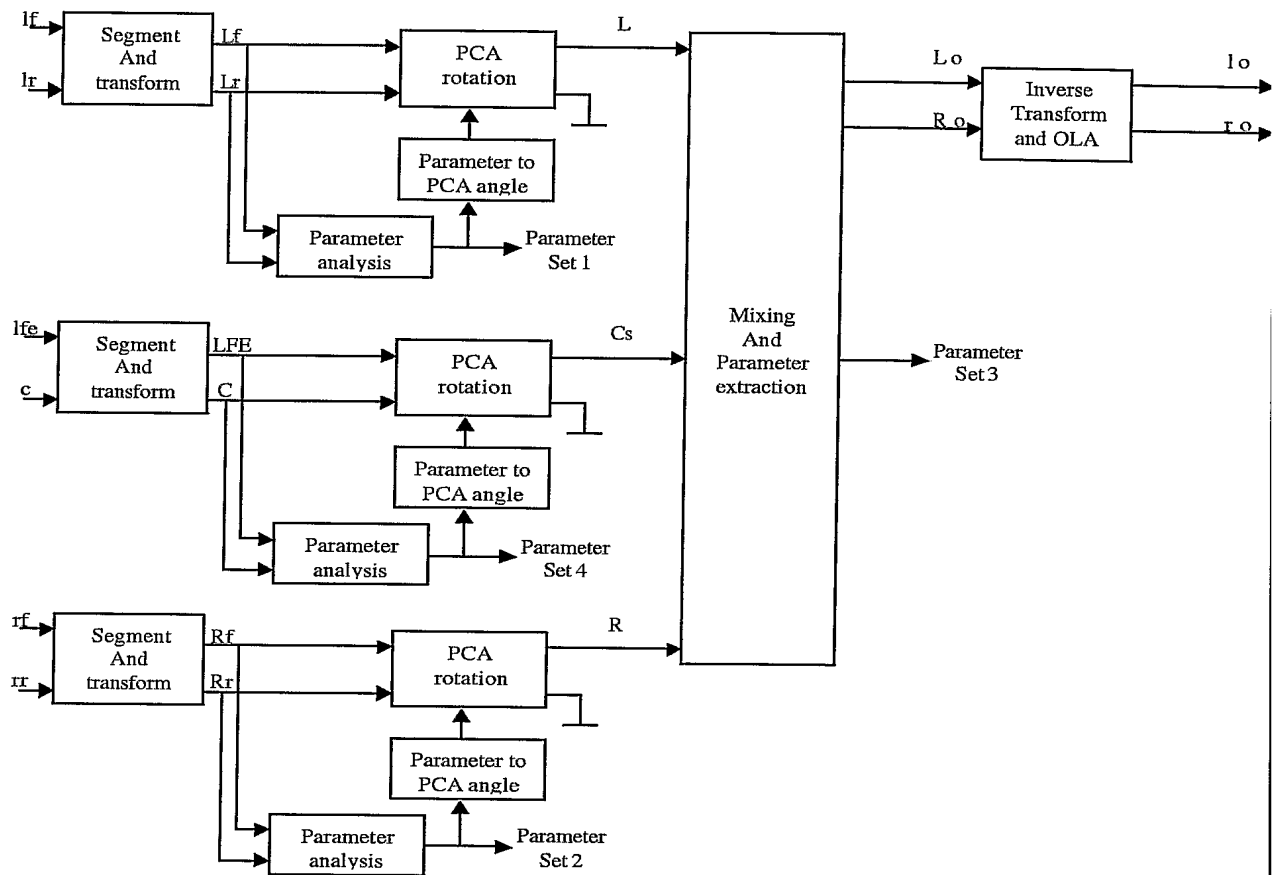 lf
lr
Segment
And
transform
Lf
Lr
PCA
rotation
L
Parameter to
PCA angle
Parameter
analysis
Parameter
Set 1
lfe
c
Segment
And
transform
LFE
C
PCA
rotation
Cs
Parameter to
PCA angle
Parameter
analysis
Parameter
Set 4
rf
rr
Segment
And
transform
Rf
Rr
PCA
rotation
R
Parameter to
PCA angle
Parameter
analysis
Parameter
Set 2
Mixing
And
Parameter
extraction
Lo
Ro
Inverse
Transform
and OLA
lo
ro
Parameter
Set 3